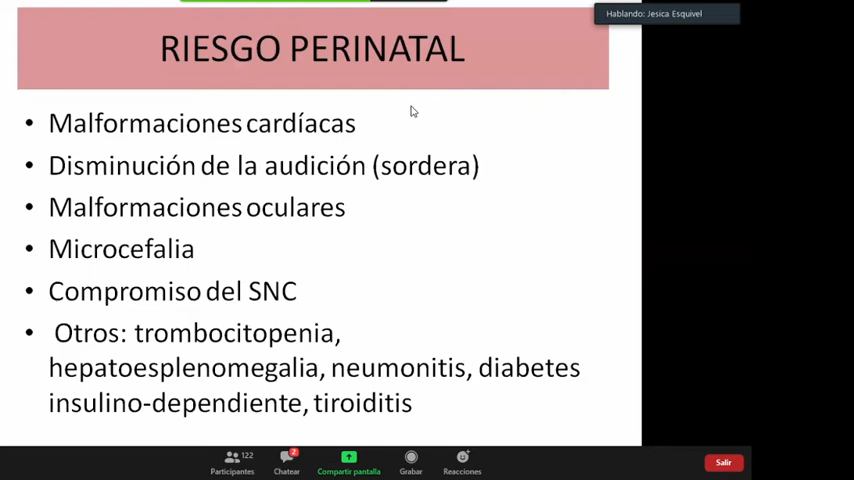 Hablando: Jesica Esquivel
RIESGO PERINATAL
• Malformaciones cardíacas
• Disminución de la audición (sordera)
• Malformaciones oculares
• Microcefalia
• Compromiso del SNC
• Otros: trombocitopenia,
hepatoesplenomegalia, neumonitis, diabetes
insulino-dependiente, tiroiditis
122
2
Participantes
Chatear
Compartir pantalla
Grabar
Reacciones
Salir